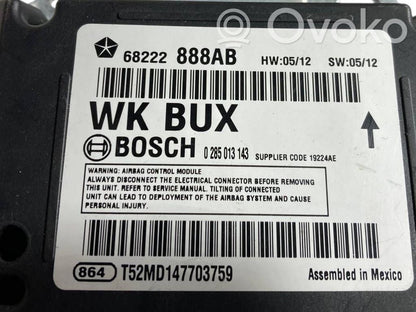 Ovoko
68222 888AB HW:05/12 SW:05/12
WK BUX
BOSCH 0 285 013 143 SUPPLIER CODE 19224AE
WARNING: AIRBAG CONTROL MODULE
ALWAYS DISCONNECT THE ELECTRICAL CONNECTOR BEFORE REMOVING
THIS UNIT. REFER TO SERVICE MANUAL. TILTING OF CONNECTED
UNIT CAN LEAD TO DEPLOYMENT OF THE AIRBAG SYSTEM AND CAUSE
PERSONAL INJURY.
864 T52MD147703759 Assembled in Mexico